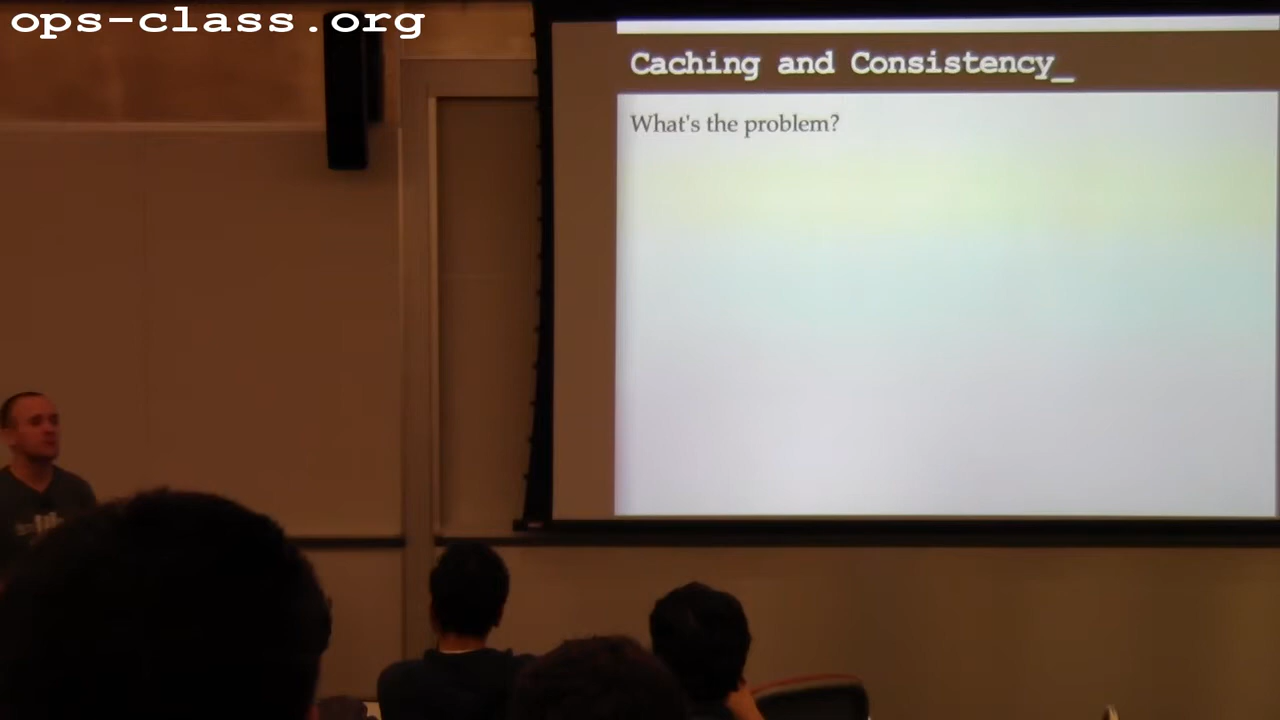 ops-class.org
Caching and Consistency_
What's the problem?